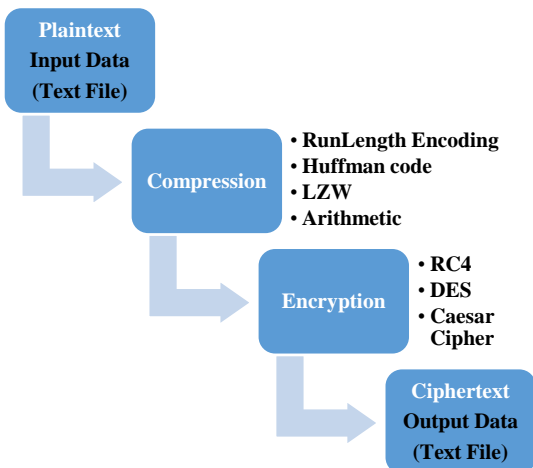 Plaintext
Input Data
(Text File)
Compression
• RunLength Encoding
• Huffman code
• LZW
• Arithmetic
Encryption
• RC4
• DES
• Caesar
Cipher
Ciphertext
Output Data
(Text File)